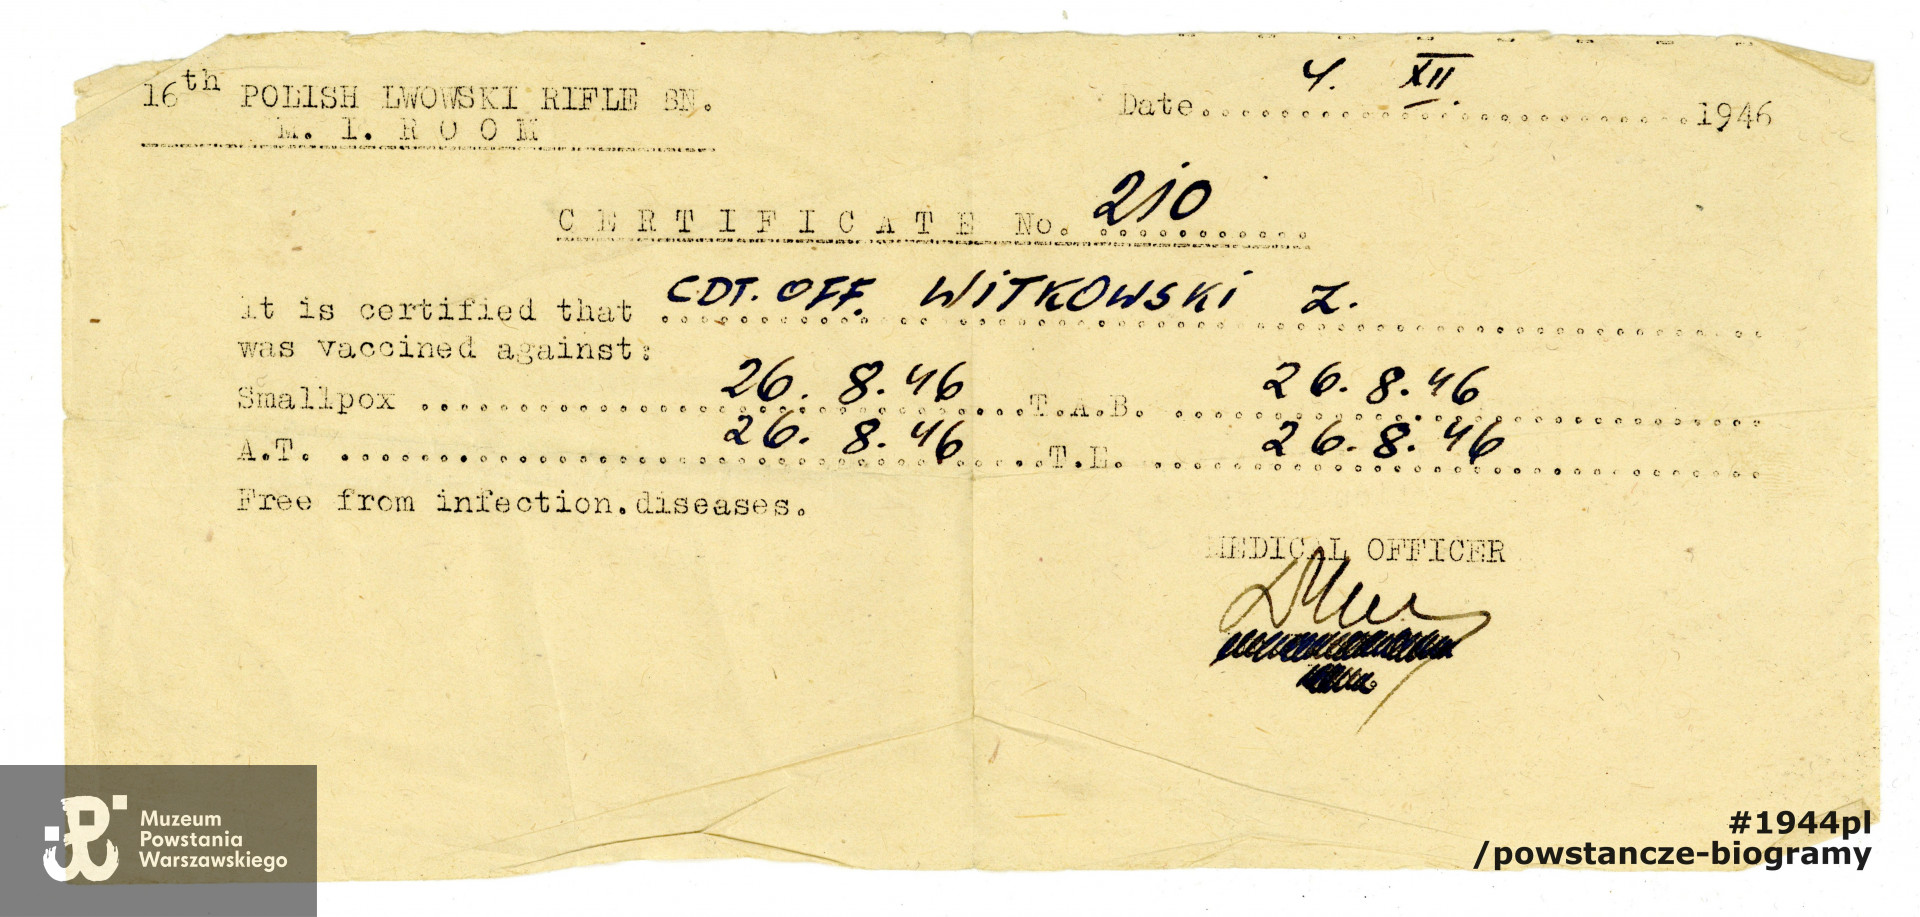 16th POLISH LWOWSKI RIFLE BN.
M. I. ROOM
Date 4. XII. 1946
CERTIFICATE No. 210
It is certified that CDT. OFF. WITKOWSKI Z.
was vaccined against:
Smallpox 26. 8. 46 T.A.B. 26. 8. 46
A.T. 26. 8. 46 T.E. 26. 8. 46
Free from infection.diseases.
MEDICAL OFFICER
Muzeum
Powstania
Warszawskiego
#1944pl
/powstancze-biogramy